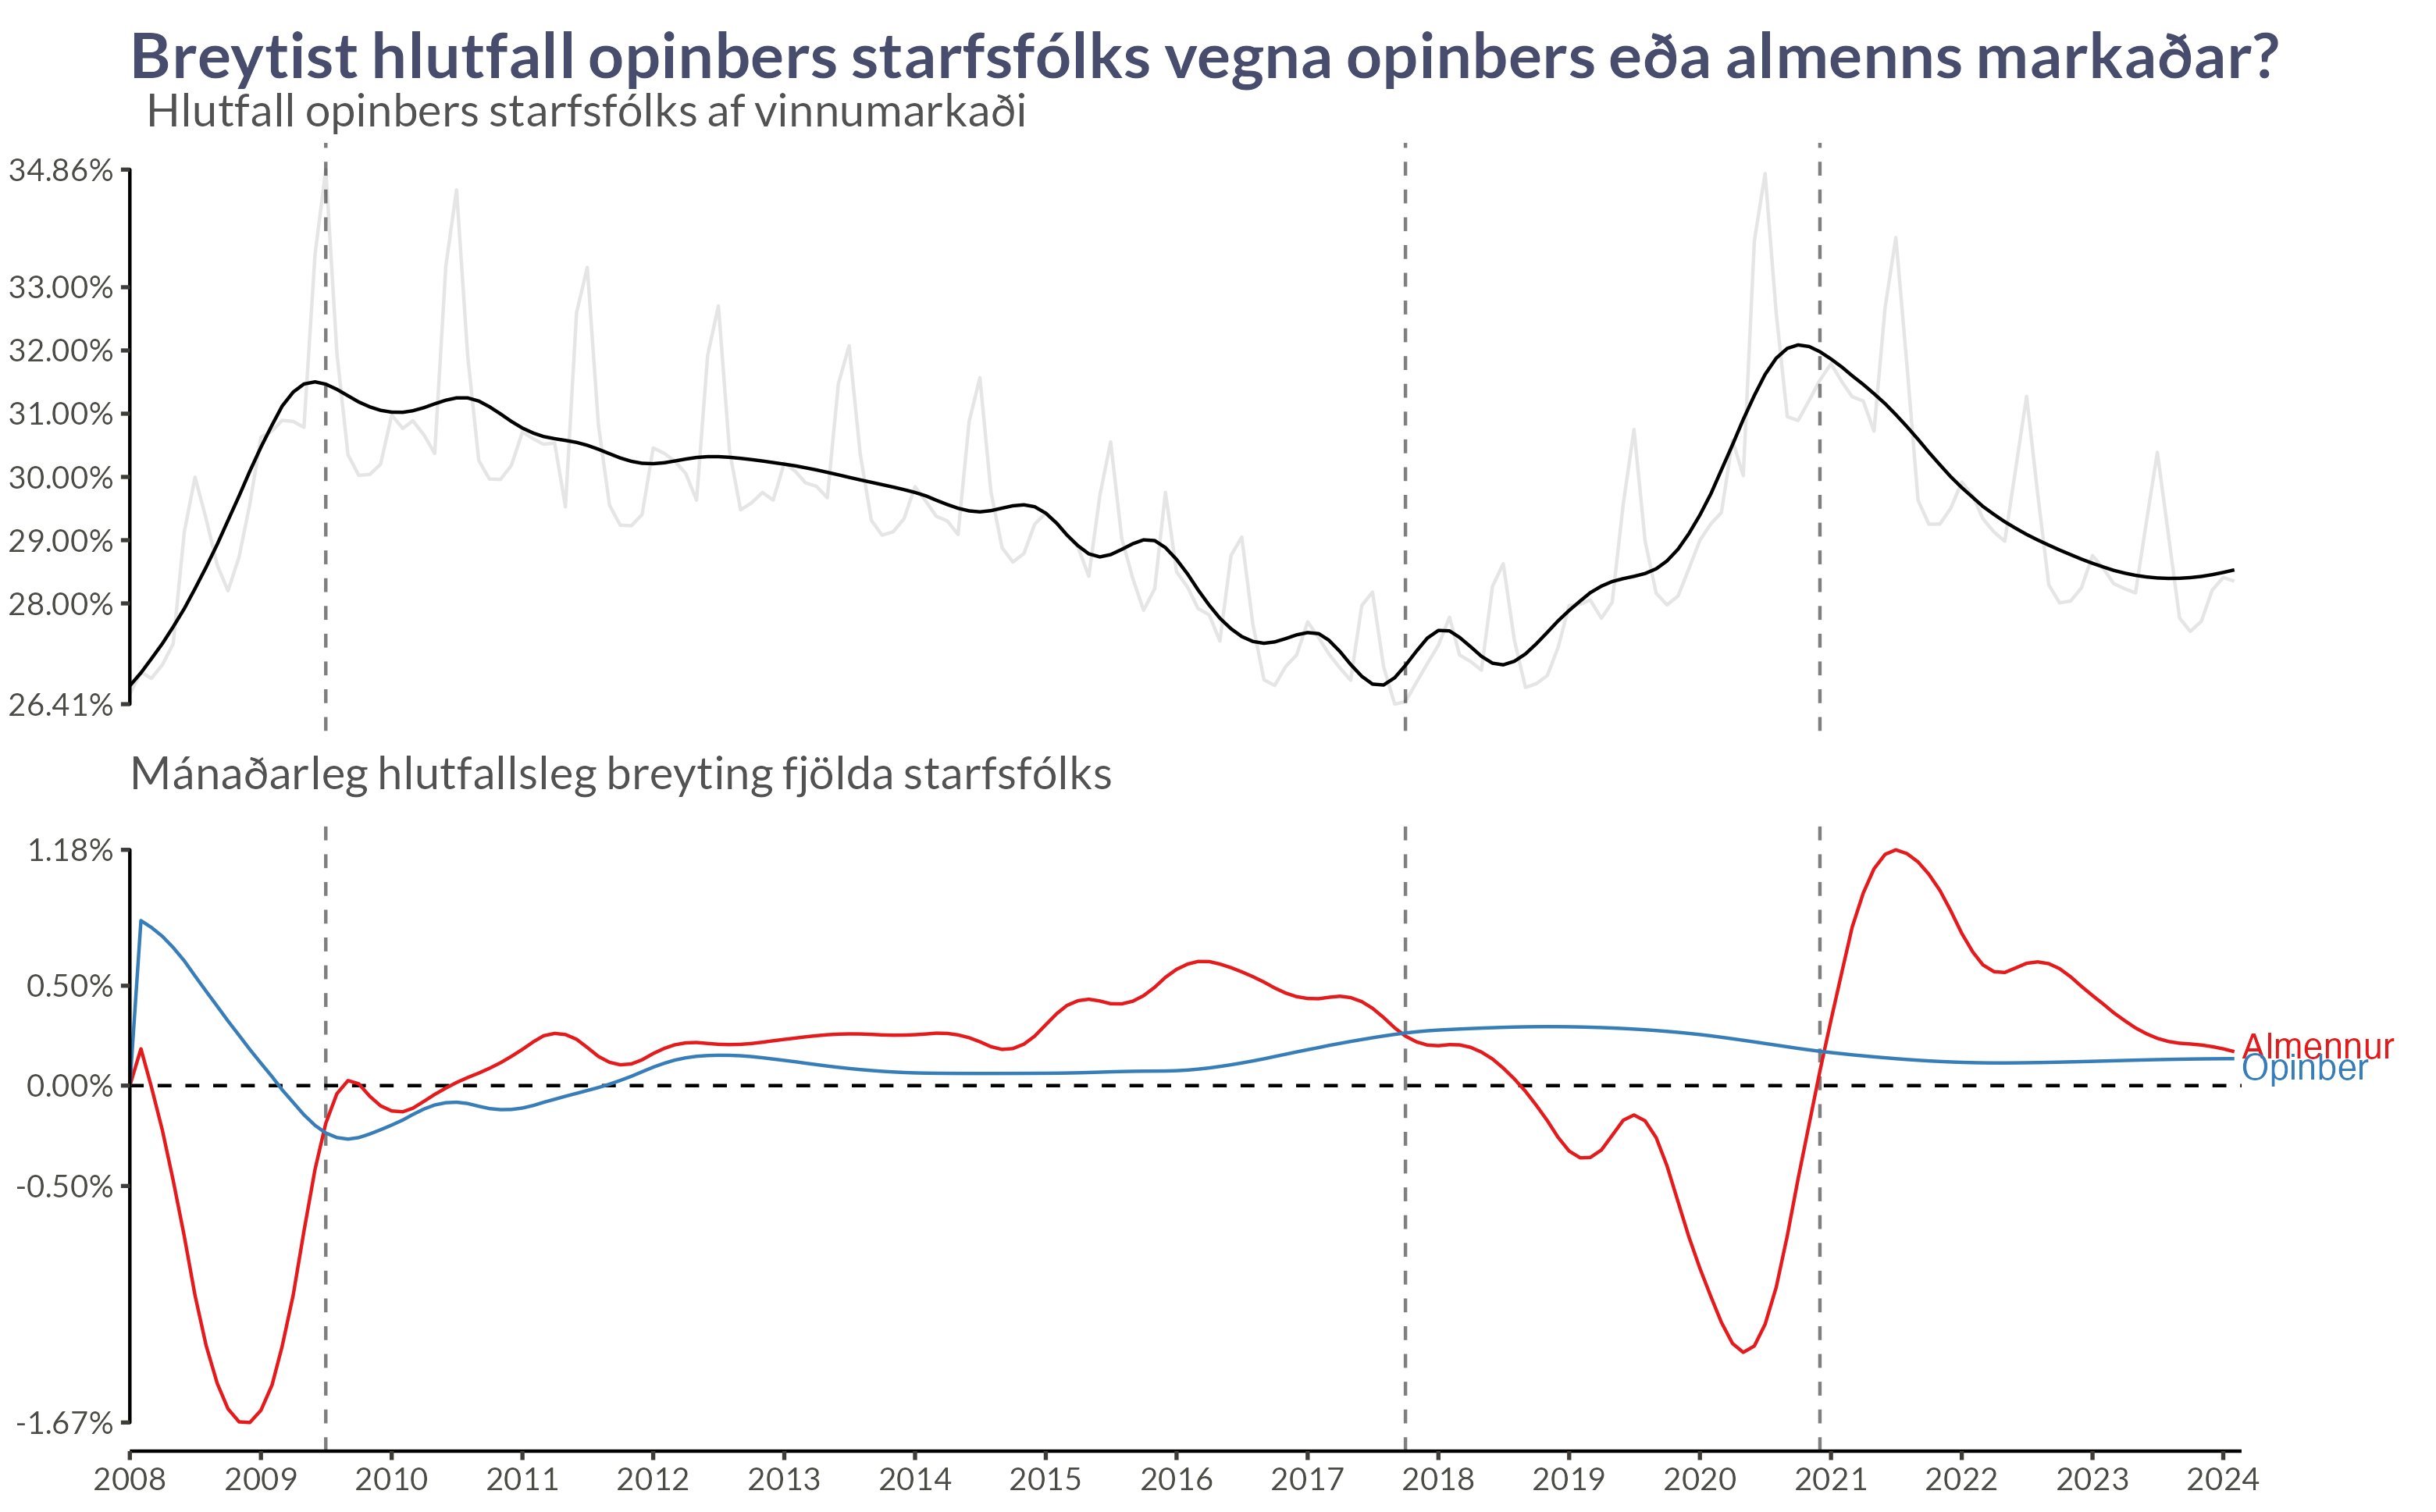 Breytist hlutfall opinbers starfsfólks vegna opinbers eða almenns markaðar?
Hlutfall opinbers starfsfólks af vinnumarkaði
34.86%
33.00%
32.00%
31.00%
30.00%
29.00%
28.00%
26.41%
Mánaðarleg hlutfallsleg breyting fjölda starfsfólks
1.18%
0.50%
0.00%
-0.50%
-1.67%
Almennur
Opinber
2008 2009 2010 2011 2012 2013 2014 2015 2016 2017 2018 2019 2020 2021 2022 2023 2024